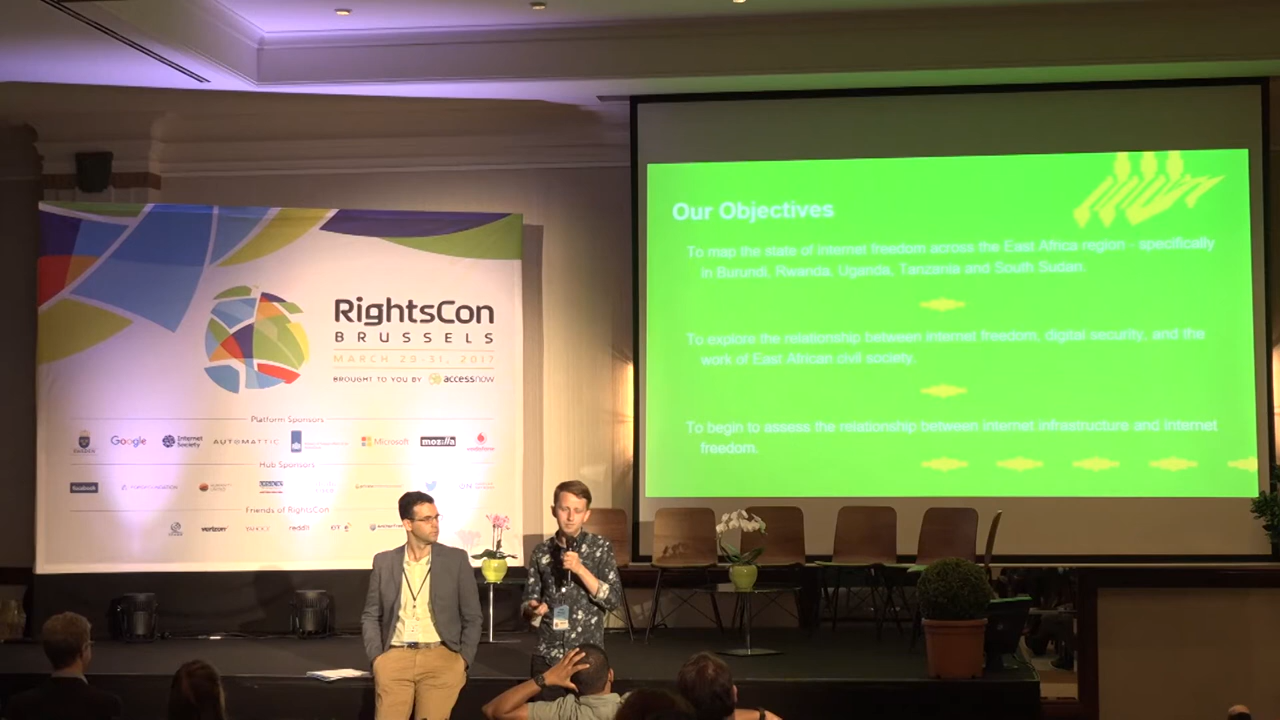 RightsCon
BRUSSELS
MARCH 29-31, 2017
BROUGHT TO YOU BY accessnow
Platform Sponsors
Google
Internet Society
AUTOMATTIC
Microsoft
moz://a
vodafone
Hub Sponsors
facebook
Friends of RightsCon
verizon
reddit
Our Objectives
To map the state of internet freedom across the East Africa region - specifically
in Burundi, Rwanda, Uganda, Tanzania and South Sudan.
To explore the relationship between internet freedom, digital security, and the
work of East African civil society.
To begin to assess the relationship between internet infrastructure and internet
freedom.